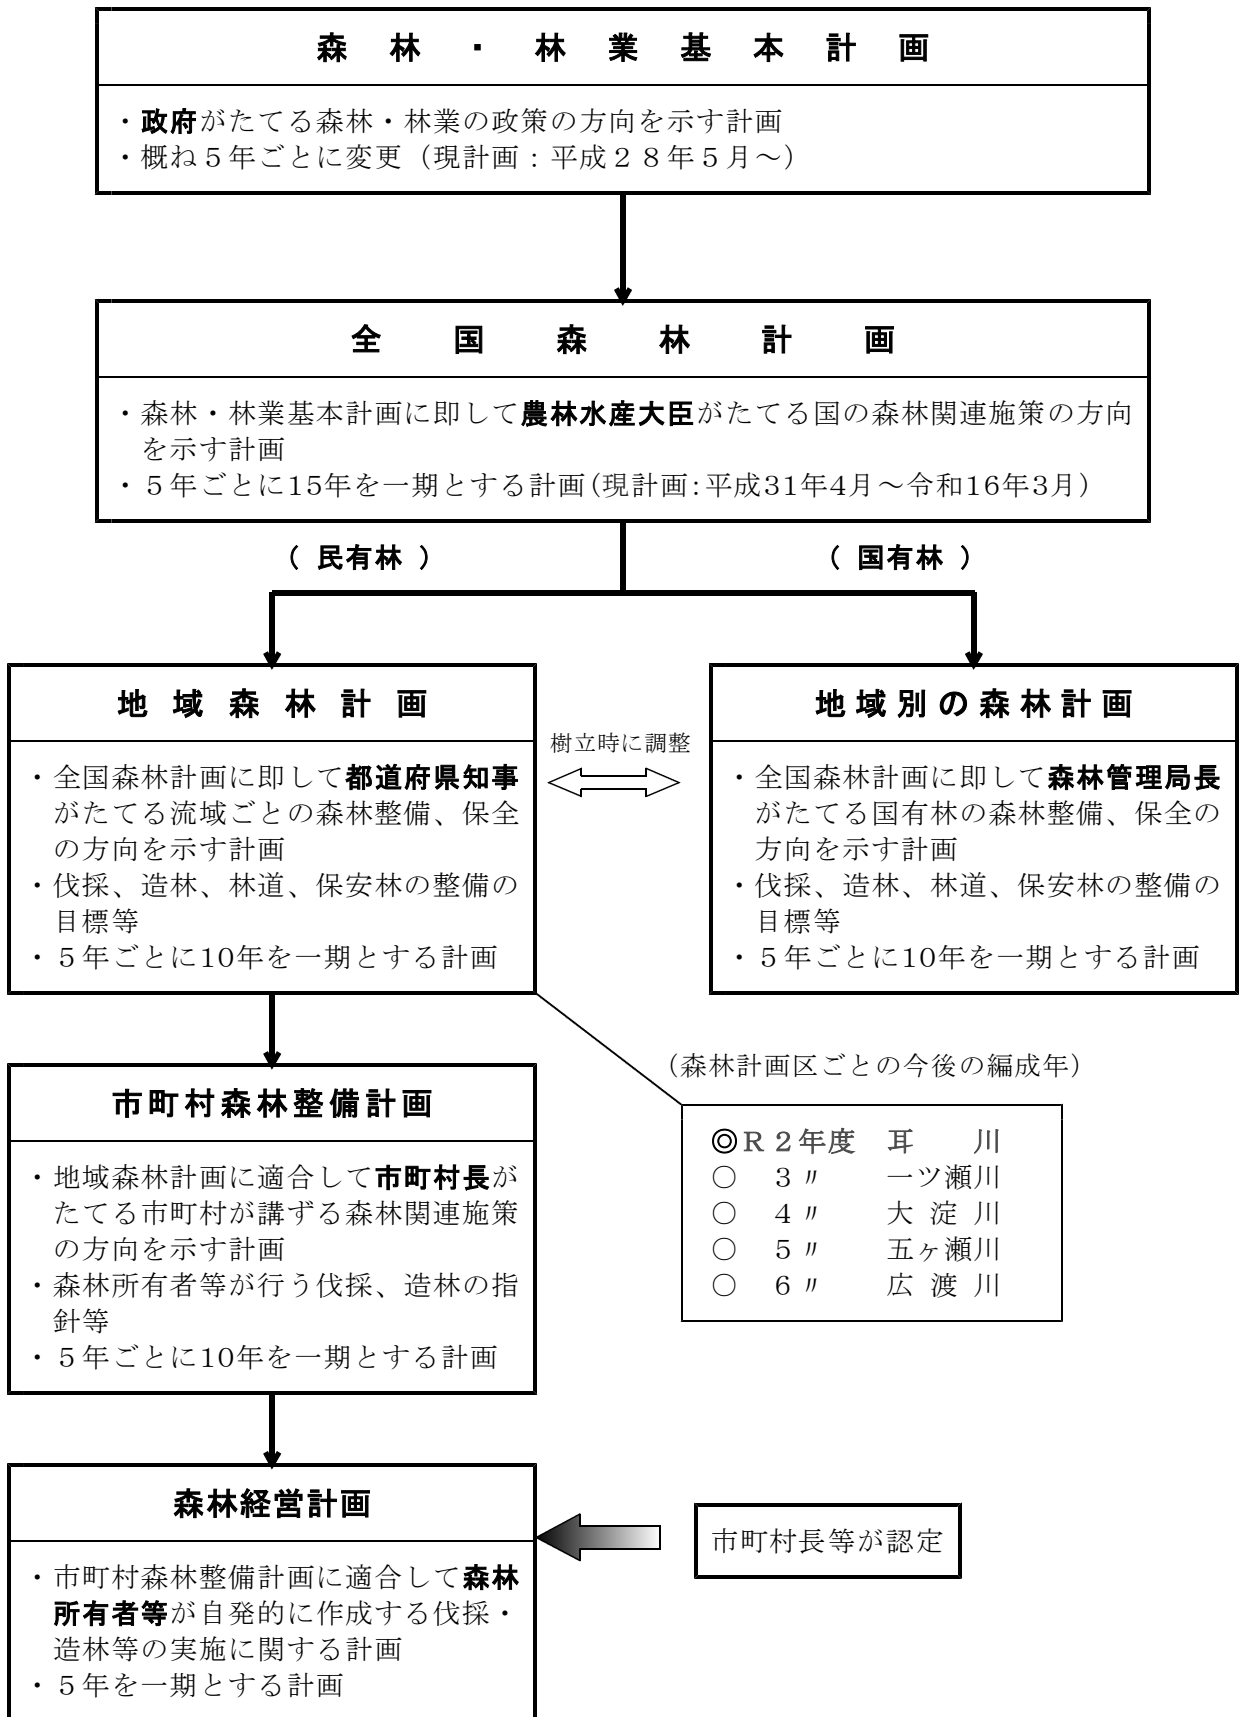 森林・林業基本計画
・政府がたてる森林・林業の政策の方向を示す計画
・概ね５年ごとに変更（現計画：平成２８年５月～）
全国森林計画
・森林・林業基本計画に即して農林水産大臣がたてる国の森林関連施策の方向
を示す計画
・５年ごとに15年を一期とする計画(現計画:平成31年4月～令和16年3月)
（ 民有林 ）
（ 国有林 ）
地域森林計画
・全国森林計画に即して都道府県知事
がたてる流域ごとの森林整備、保全
の方向を示す計画
・伐採、造林、林道、保安林の整備の
目標等
・５年ごとに10年を一期とする計画
樹立時に調整
地域別の森林計画
・全国森林計画に即して森林管理局長
がたてる国有林の森林整備、保全の
方向を示す計画
・伐採、造林、林道、保安林の整備の
目標等
・５年ごとに10年を一期とする計画
（森林計画区ごとの今後の編成年）
◎Ｒ２年度　耳　　川
○　３〃　　一ツ瀬川
○　４〃　　大 淀 川
○　５〃　　五ヶ瀬川
○　６〃　　広 渡 川
市町村森林整備計画
・地域森林計画に適合して市町村長が
たてる市町村が講ずる森林関連施策
の方向を示す計画
・森林所有者等が行う伐採、造林の指
針等
・５年ごとに10年を一期とする計画
森林経営計画
・市町村森林整備計画に適合して森林
所有者等が自発的に作成する伐採・
造林等の実施に関する計画
・５年を一期とする計画
市町村長等が認定